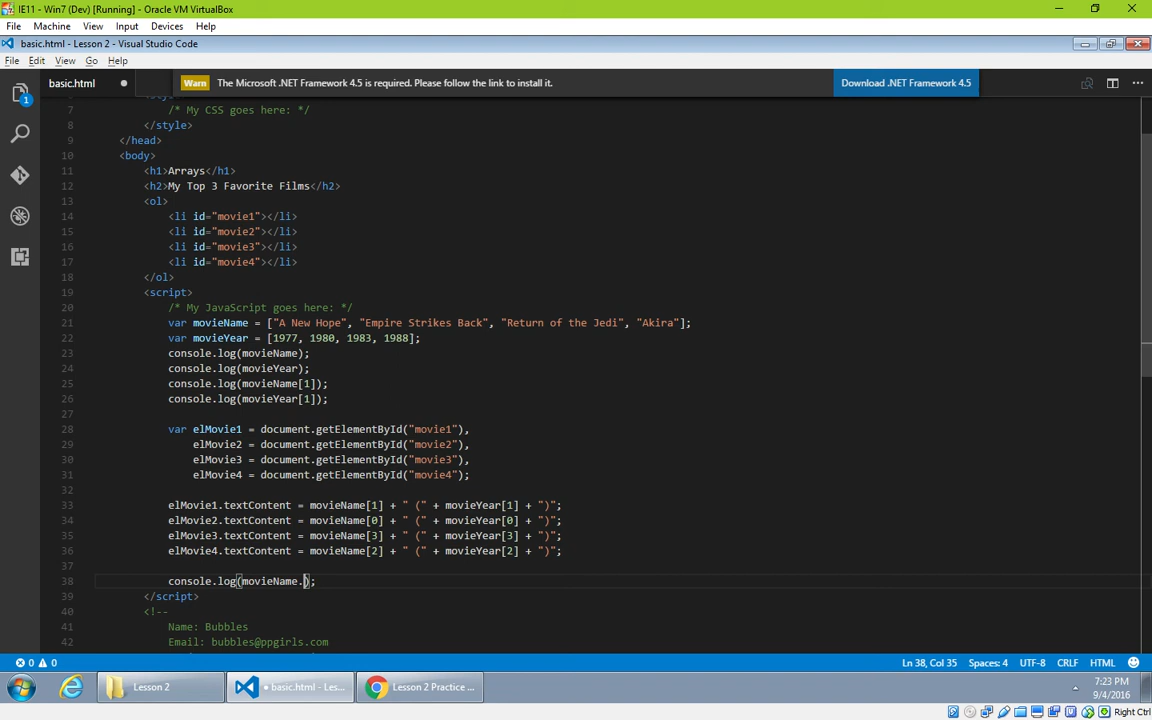 IE11 - Win7 (Dev) [Running] - Oracle VM VirtualBox
File Machine View Input Devices Help
basic.html - Lesson 2 - Visual Studio Code
File Edit View Go Help
basic.html
Warn The Microsoft .NET Framework 4.5 is required. Please follow the link to install it. Download .NET Framework 4.5
1
7 /* My CSS goes here: */
8 </style>
9 </head>
10 <body>
11 <h1>Arrays</h1>
12 <h2>My Top 3 Favorite Films</h2>
13 <ol>
14 <li id="movie1"></li>
15 <li id="movie2"></li>
16 <li id="movie3"></li>
17 <li id="movie4"></li>
18 </ol>
19 <script>
20 /* My JavaScript goes here: */
21 var movieName = ["A New Hope", "Empire Strikes Back", "Return of the Jedi", "Akira"];
22 var movieYear = [1977, 1980, 1983, 1988];
23 console.log(movieName);
24 console.log(movieYear);
25 console.log(movieName[1]);
26 console.log(movieYear[1]);
27
28 var elMovie1 = document.getElementById("movie1"),
29 elMovie2 = document.getElementById("movie2"),
30 elMovie3 = document.getElementById("movie3"),
31 elMovie4 = document.getElementById("movie4");
32
33 elMovie1.textContent = movieName[1] + " (" + movieYear[1] + ")";
34 elMovie2.textContent = movieName[0] + " (" + movieYear[0] + ")";
35 elMovie3.textContent = movieName[3] + " (" + movieYear[3] + ")";
36 elMovie4.textContent = movieName[2] + " (" + movieYear[2] + ")";
37
38 console.log(movieName.);
39 </script>
40 <!--
41 Name: Bubbles
42 Email: bubbles@ppgirls.com
0 0 Ln 38, Col 35 Spaces: 4 UTF-8 CRLF HTML
Lesson 2 • basic.html - Les... Lesson 2 Practice ... 7:23 PM
9/4/2016
Right Ctrl